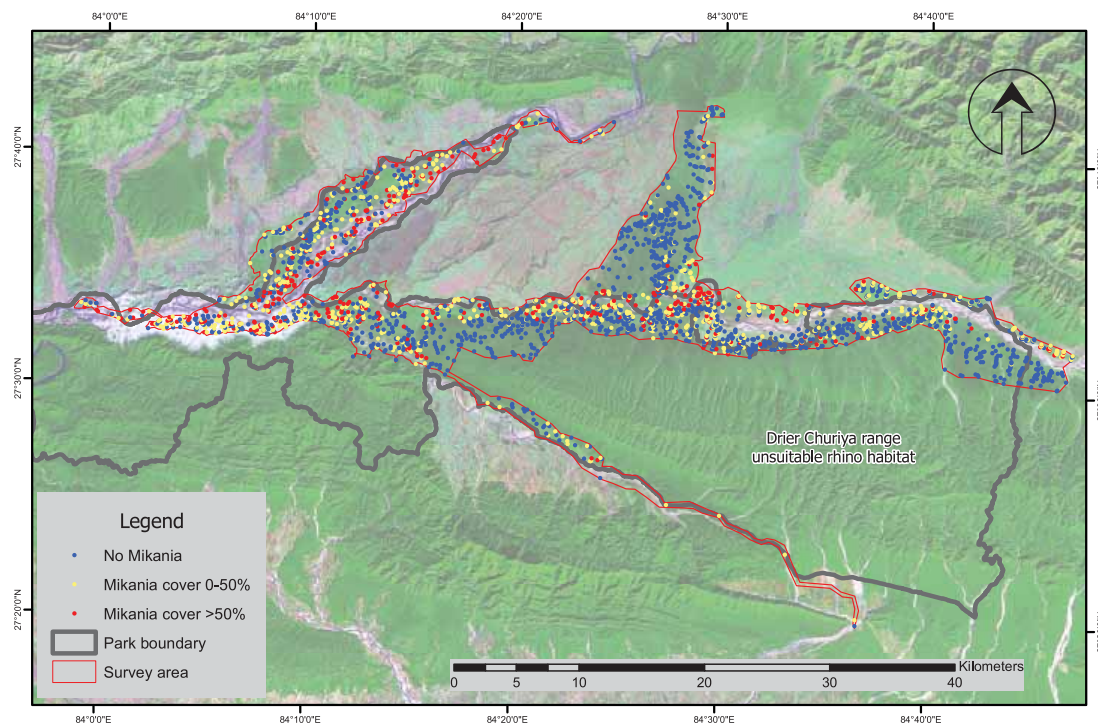 84°0'0"E 84°10'0"E 84°20'0"E 84°30'0"E 84°40'0"E
27°40'0"N
27°30'0"N
Drier Churiya range
unsuitable rhino habitat
Legend
No Mikania
Mikania cover 0-50%
Mikania cover >50%
Park boundary
Survey area
27°20'0"N
Kilometers
0 5 10 20 30 40
84°0'0"E 84°10'0"E 84°20'0"E 84°30'0"E 84°40'0"E